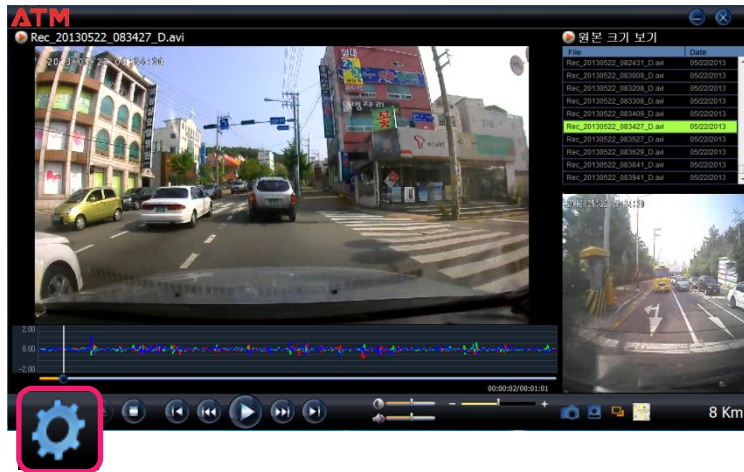 ATM
Rec_20130522_083427_D.avi
원본 크기 보기
File Date
Rec_20130522_082431_D.avi 05/22/2013
Rec_20130522_083009_D.avi 05/22/2013
Rec_20130522_083208_D.avi 05/22/2013
Rec_20130522_083308_D.avi 05/22/2013
Rec_20130522_083409_D.avi 05/22/2013
Rec_20130522_083427_D.avi 05/22/2013
Rec_20130522_083527_D.avi 05/22/2013
Rec_20130522_083629_D.avi 05/22/2013
Rec_20130522_083841_D.avi 05/22/2013
Rec_20130522_083941_D.avi 05/22/2013
T world
2.00
0.00
-2.00
00:00:02/00:01:01
- +
8 Km